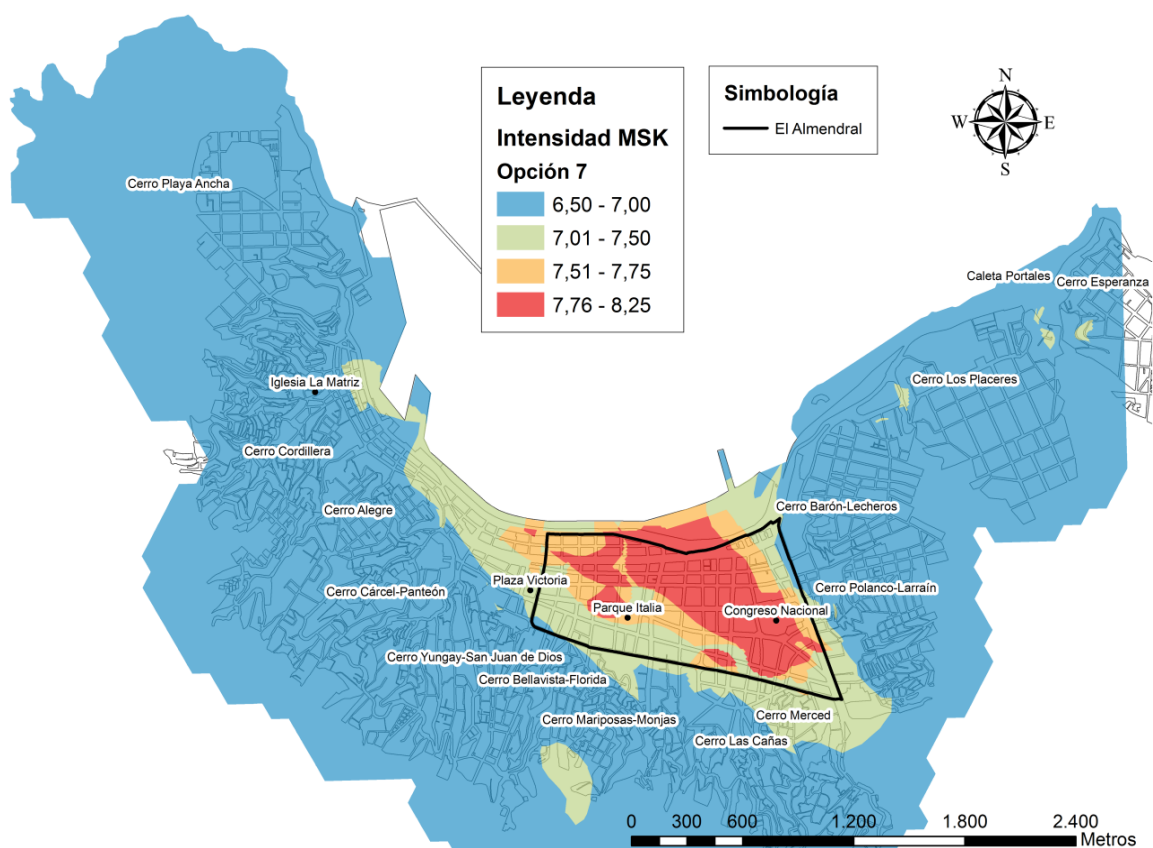 Leyenda
Intensidad MSK
Opción 7
6,50 - 7,00
7,01 - 7,50
7,51 - 7,75
7,76 - 8,25
Simbología
El Almendral
N
W E
S
Cerro Playa Ancha
Caleta Portales
Cerro Esperanza
Iglesia La Matriz
Cerro Los Placeres
Cerro Cordillera
Cerro Alegre
Cerro Barón-Lecheros
Plaza Victoria
Cerro Cárcel-Panteón
Cerro Polanco-Larraín
Parque Italia
Congreso Nacional
Cerro Yungay-San Juan de Dios
Cerro Bellavista-Florida
Cerro Mariposas-Monjas
Cerro Merced
Cerro Las Cañas
0 300 600 1.200 1.800 2.400
Metros